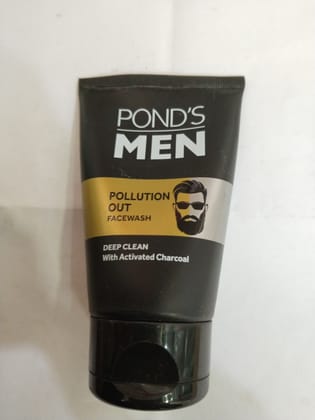 POND'S
MEN
POLLUTION
OUT
FACEWASH
DEEP CLEAN
With Activated Charcoal